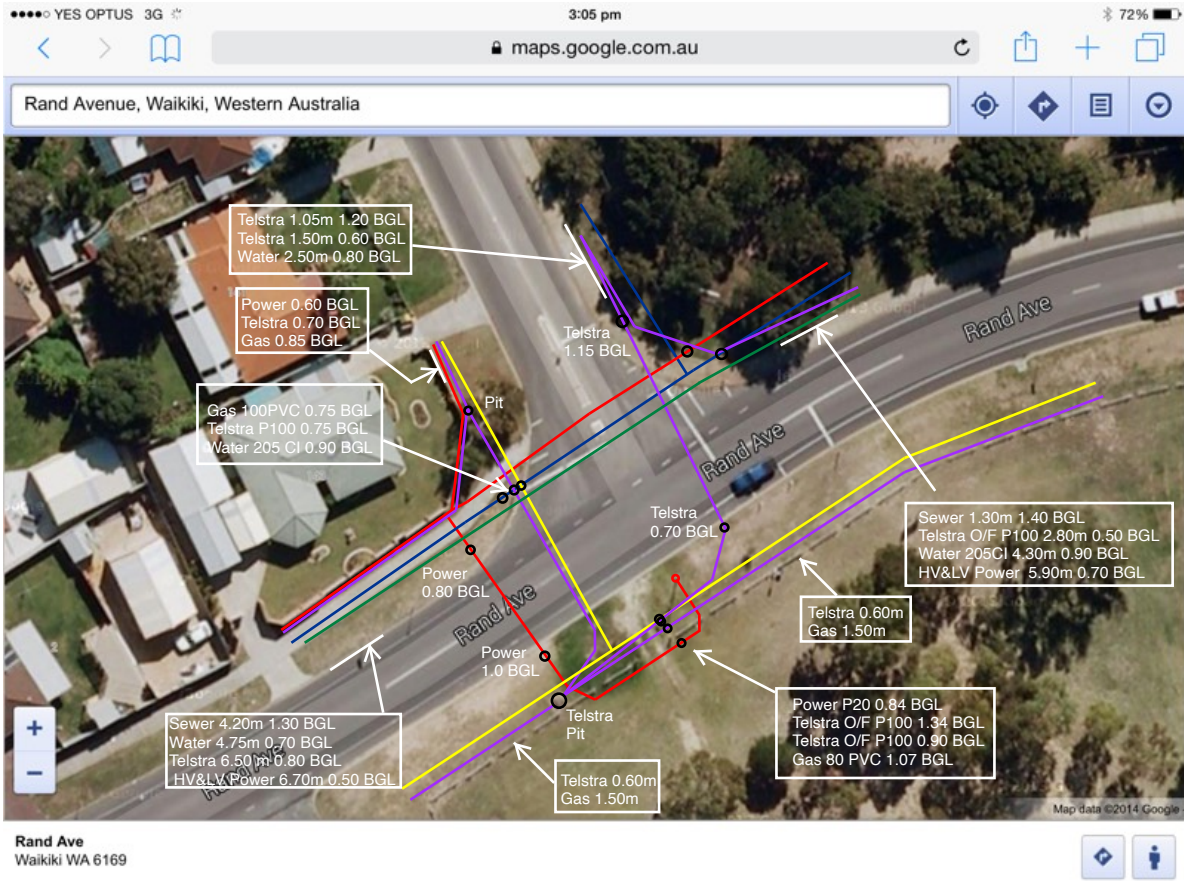 YES OPTUS 3G
3:05 pm
72%
maps.google.com.au
Rand Avenue, Waikiki, Western Australia
Telstra 1.05m 1.20 BGL
Telstra 1.50m 0.60 BGL
Water 2.50m 0.80 BGL
Power 0.60 BGL
Telstra 0.70 BGL
Gas 0.85 BGL
Telstra
1.15 BGL
Rand Ave
Gas 100PVC 0.75 BGL
Telstra P100 0.75 BGL
Water 205 CI 0.90 BGL
Pit
Rand Ave
Telstra
0.70 BGL
Sewer 1.30m 1.40 BGL
Telstra O/F P100 2.80m 0.50 BGL
Water 205CI 4.30m 0.90 BGL
HV&LV Power 5.90m 0.70 BGL
Power
0.80 BGL
Rand Ave
Telstra 0.60m
Gas 1.50m
Power
1.0 BGL
Telstra
Pit
Power P20 0.84 BGL
Telstra O/F P100 1.34 BGL
Telstra O/F P100 0.90 BGL
Gas 80 PVC 1.07 BGL
+
−
Sewer 4.20m 1.30 BGL
Water 4.75m 0.70 BGL
Telstra 6.50m 0.80 BGL
HV&LV Power 6.70m 0.50 BGL
Rand Ave
Telstra 0.60m
Gas 1.50m
Map data ©2014 Google
Rand Ave
Waikiki WA 6169